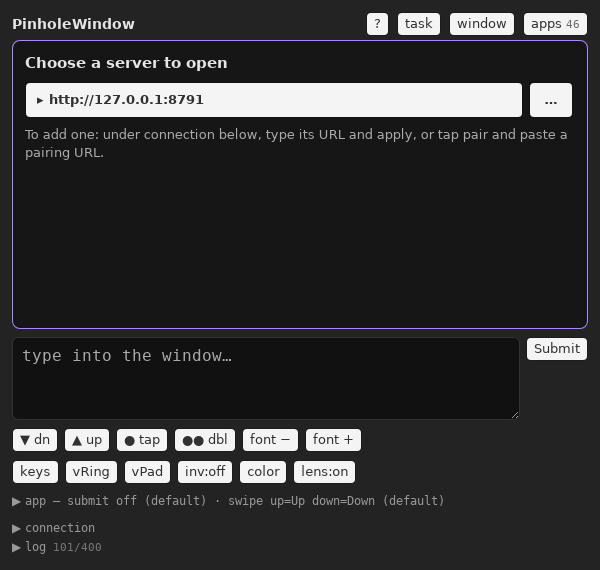 PinholeWindow ? task window apps 46
Choose a server to open
▸ http://127.0.0.1:8791 …
To add one: under connection below, type its URL and apply, or tap pair and paste a
pairing URL.
type into the window… Submit
▼ dn ▲ up ● tap ●● dbl font − font +
keys vRing vPad inv:off color lens:on
▶ app — submit off (default) · swipe up=Up down=Down (default)
▶ connection
▶ log 101/400